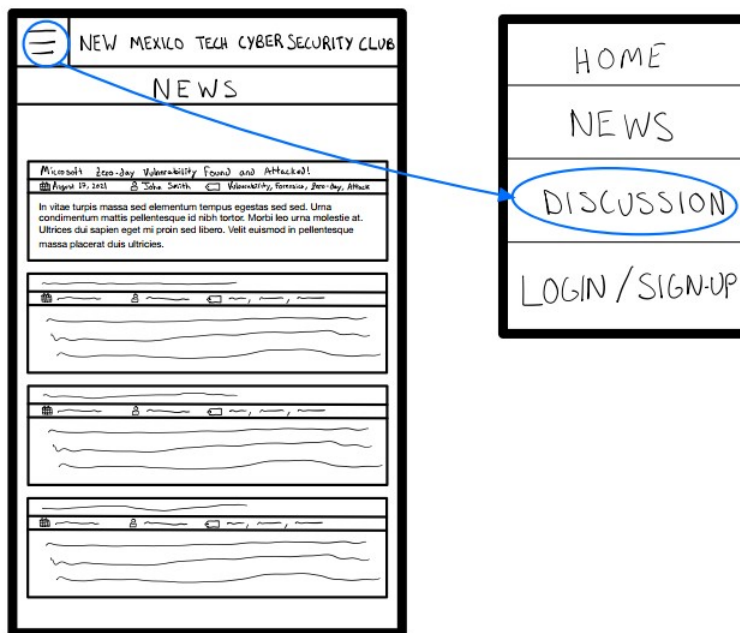 NEW MEXICO TECH CYBER SECURITY CLUB
NEWS
Microsoft Zero-day Vulnerability Found and Attacked!
August 17, 2021 John Smith Vulnerability, Forensics, Zero-day, Attack
In vitae turpis massa sed elementum tempus egestas sed sed. Urna
condimentum mattis pellentesque id nibh tortor. Morbi leo urna molestie at.
Ultrices dui sapien eget mi proin sed libero. Velit euismod in pellentesque
massa placerat duis ultricies.
HOME
NEWS
DISCUSSION
LOGIN / SIGN-UP